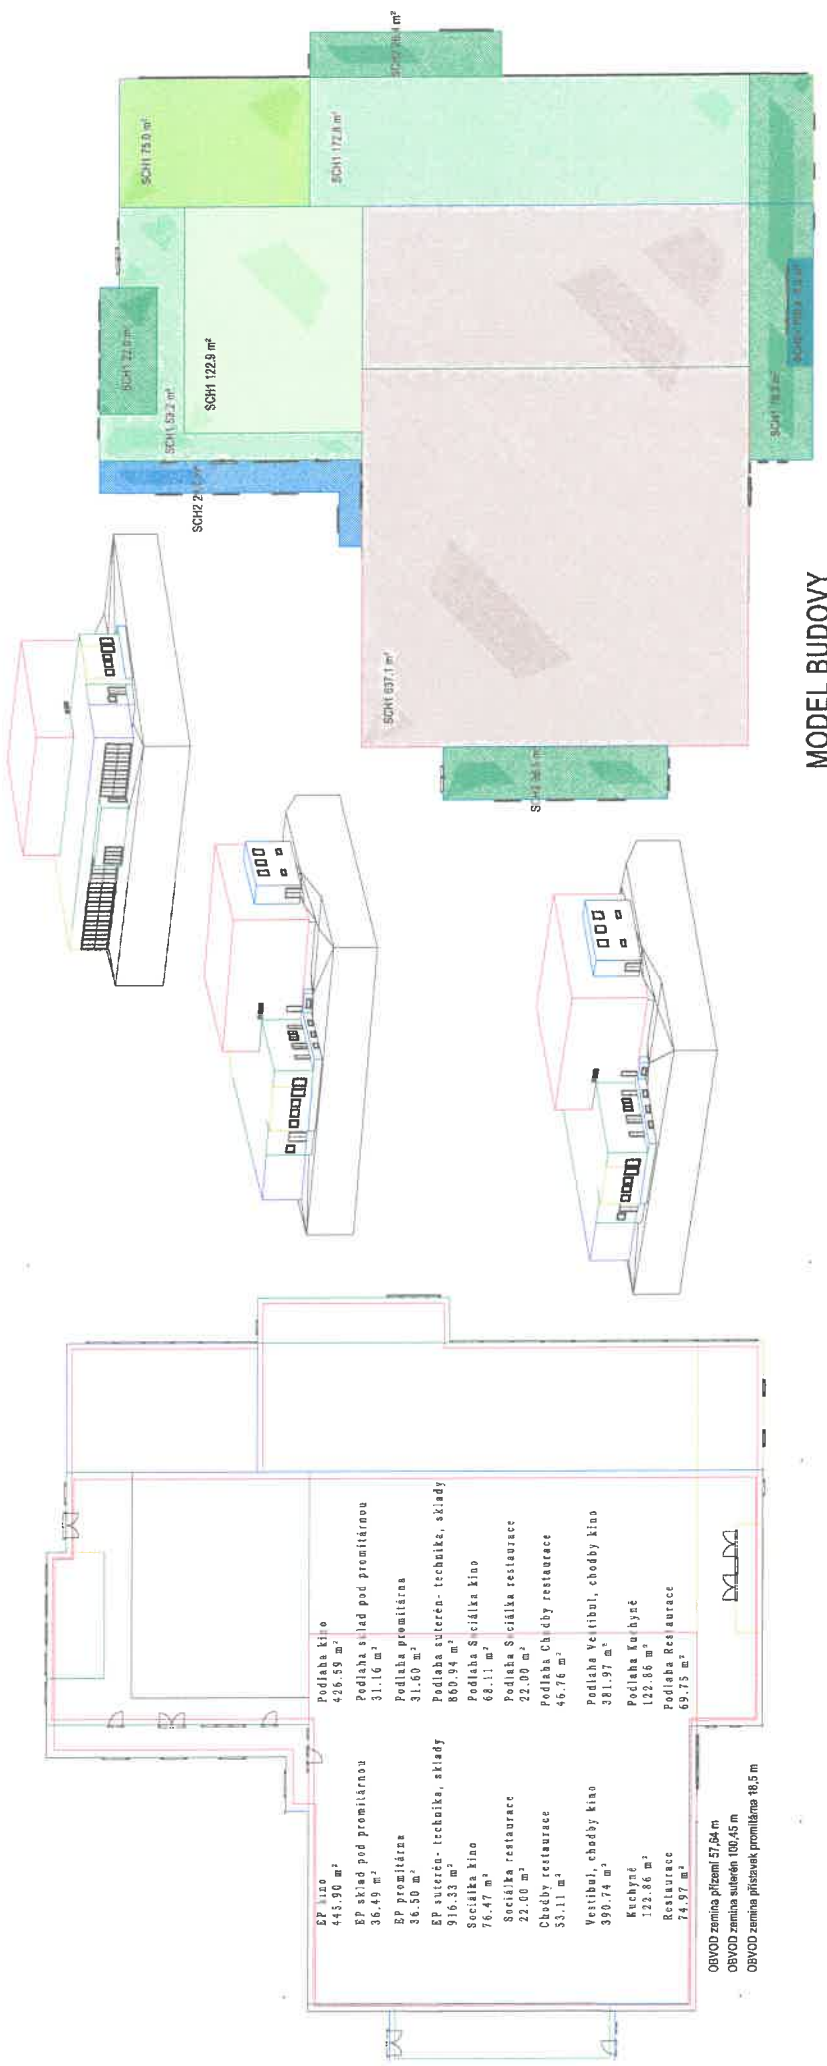 EP kino
445.90 m²
EP sklad pod promítárnou
36.49 m²
EP promítárna
36.50 m²
EP suterén- technika, sklady
916.33 m²
Sociálka kino
76.47 m²
Sociálka restaurace
22.00 m²
Chodby restaurace
53.11 m²
Vestibul, chodby kino
390.74 m²
Kuchyně
122.86 m²
Restaurace
74.97 m²
Podlaha kino
426.59 m²
Podlaha sklad pod promítárnou
31.16 m²
Podlaha promítárna
31.60 m²
Podlaha suterén- technika, sklady
860.94 m²
Podlaha Sociálka kino
68.11 m²
Podlaha Sociálka restaurace
22.00 m²
Podlaha Chodby restaurace
46.76 m²
Podlaha Vestibul, chodby kino
381.97 m²
Podlaha Kuchyně
122.86 m²
Podlaha Restaurace
69.75 m²
OBVOD zemina přízemí 57,64 m
OBVOD zemina suterén 100,45 m
OBVOD zemina přístavek promítárna 18,5 m
SCH1 637.1 m²
SCH2
SCH1 59.2 m²
SCH1 22.0 m²
SCH1 122.9 m²
SCH1 75.0 m²
SCH1 172.8 m²
SCH1
MODEL BUDOVY